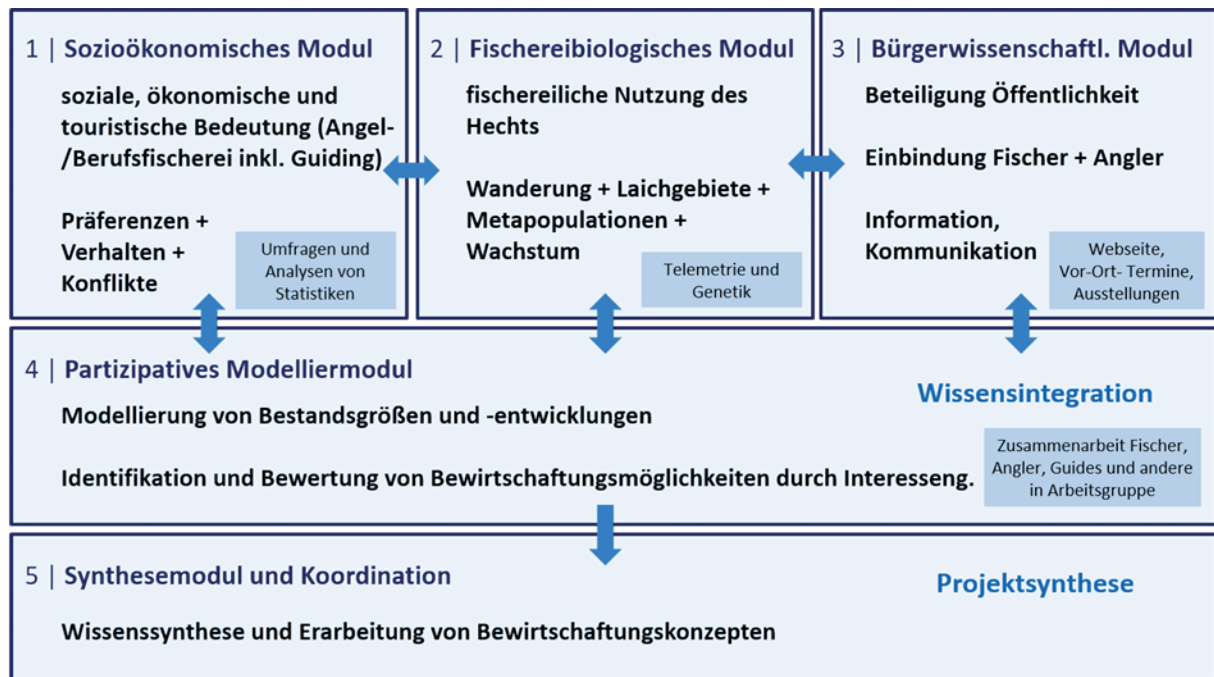 1 | Sozioökonomisches Modul
soziale, ökonomische und
touristische Bedeutung (Angel-
/Berufsfischerei inkl. Guiding)
Präferenzen +
Verhalten +
Konflikte
Umfragen und
Analysen von
Statistiken
2 | Fischereibiologisches Modul
fischereiliche Nutzung des
Hechts
Wanderung + Laichgebiete +
Metapopulationen +
Wachstum
Telemetrie und
Genetik
3 | Bürgerwissenschaftl. Modul
Beteiligung Öffentlichkeit
Einbindung Fischer + Angler
Information,
Kommunikation
Webseite,
Vor-Ort- Termine,
Ausstellungen
4 | Partizipatives Modelliermodul
Wissensintegration
Modellierung von Bestandsgrößen und -entwicklungen
Identifikation und Bewertung von Bewirtschaftungsmöglichkeiten durch Interesseng.
Zusammenarbeit Fischer,
Angler, Guides und andere
in Arbeitsgruppe
5 | Synthesemodul und Koordination
Projektsynthese
Wissenssynthese und Erarbeitung von Bewirtschaftungskonzepten